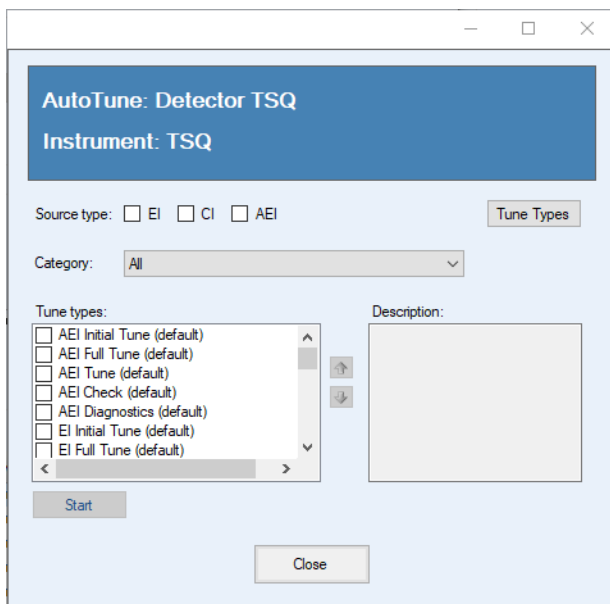 AutoTune: Detector TSQ
Instrument: TSQ
Source type: EI CI AEI Tune Types
Category: All
Tune types: Description:
AEI Initial Tune (default)
AEI Full Tune (default)
AEI Tune (default)
AEI Check (default)
AEI Diagnostics (default)
EI Initial Tune (default)
EI Full Tune (default)
Start
Close